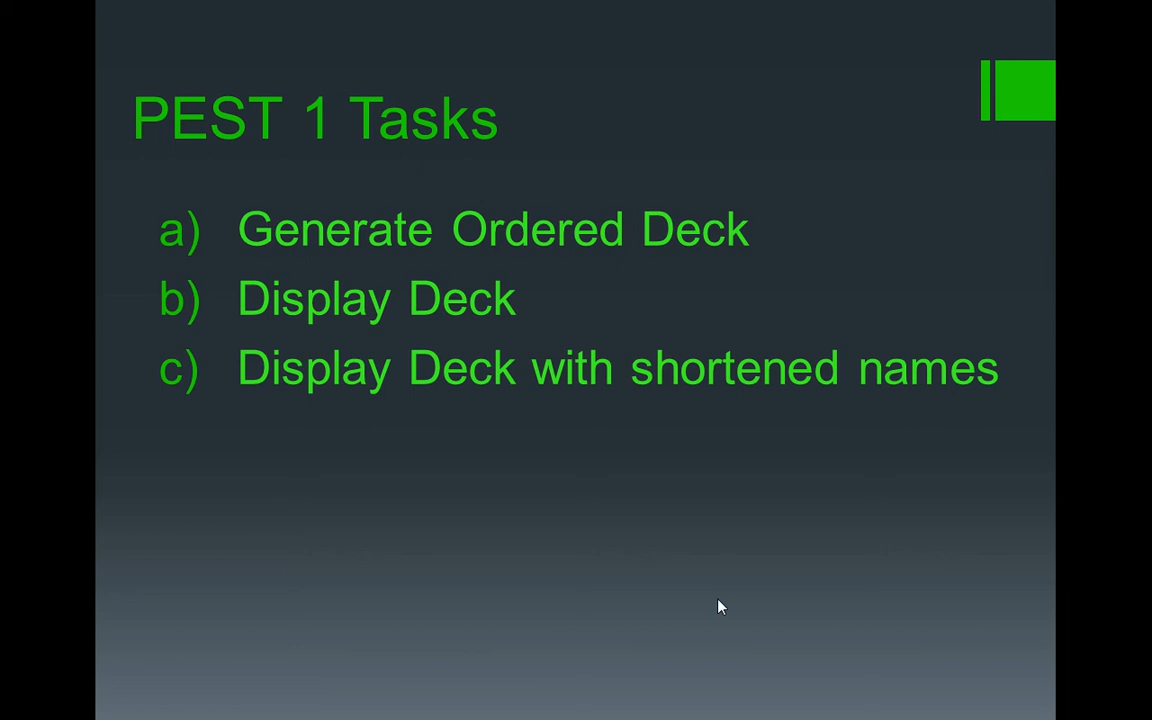 PEST 1 Tasks
a) Generate Ordered Deck
b) Display Deck
c) Display Deck with shortened names